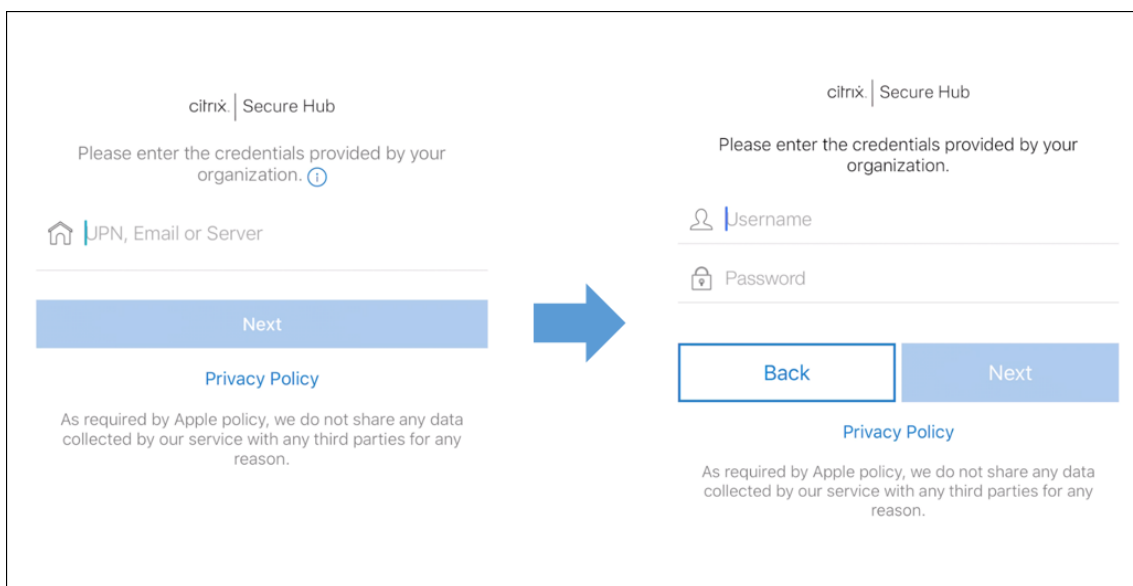 citrix. | Secure Hub
Please enter the credentials provided by your
organization.
UPN, Email or Server
Next
Privacy Policy
As required by Apple policy, we do not share any data
collected by our service with any third parties for any
reason.
citrix. | Secure Hub
Please enter the credentials provided by your
organization.
Username
Password
Back
Next
Privacy Policy
As required by Apple policy, we do not share any data
collected by our service with any third parties for any
reason.